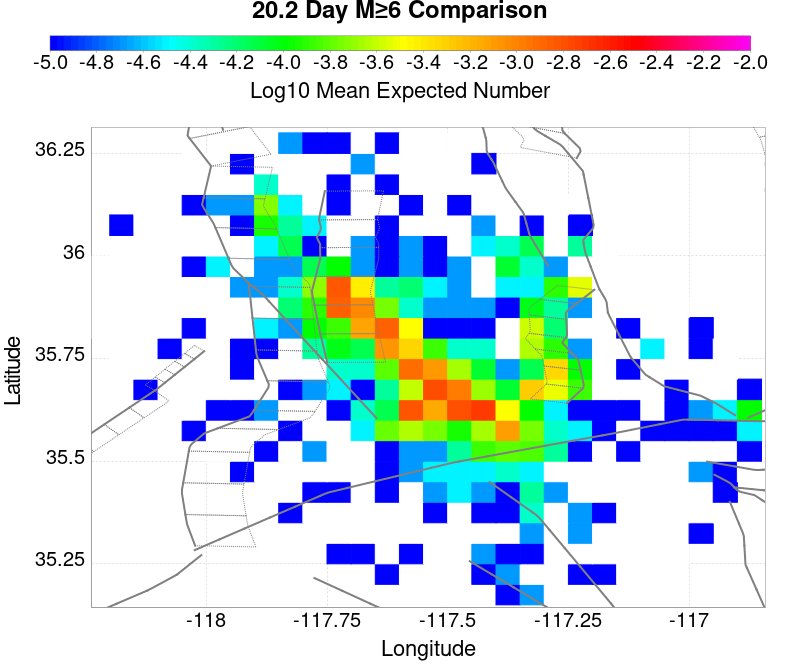 20.2 Day M≥6 Comparison
-5.0 -4.8 -4.6 -4.4 -4.2 -4.0 -3.8 -3.6 -3.4 -3.2 -3.0 -2.8 -2.6 -2.4 -2.2 -2.0
Log10 Mean Expected Number
36.25
36
35.75
35.5
35.25
Latitude
-118 -117.75 -117.5 -117.25 -117
Longitude